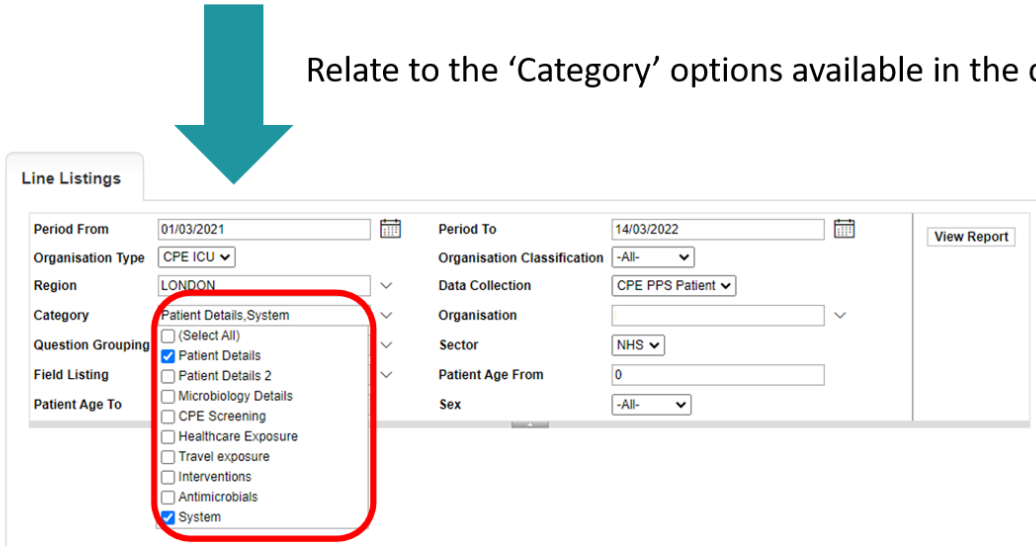 Relate to the ‘Category’ options available in the
Line Listings
Period From 01/03/2021 Period To 14/03/2022 View Report
Organisation Type CPE ICU Organisation Classification -All-
Region LONDON Data Collection CPE PPS Patient
Category Patient Details,System Organisation
(Select All)
Question Grouping Sector NHS
Patient Details
Field Listing Patient Details 2 Patient Age From 0
Microbiology Details
Patient Age To Sex -All-
CPE Screening
Healthcare Exposure
Travel exposure
Interventions
Antimicrobials
System